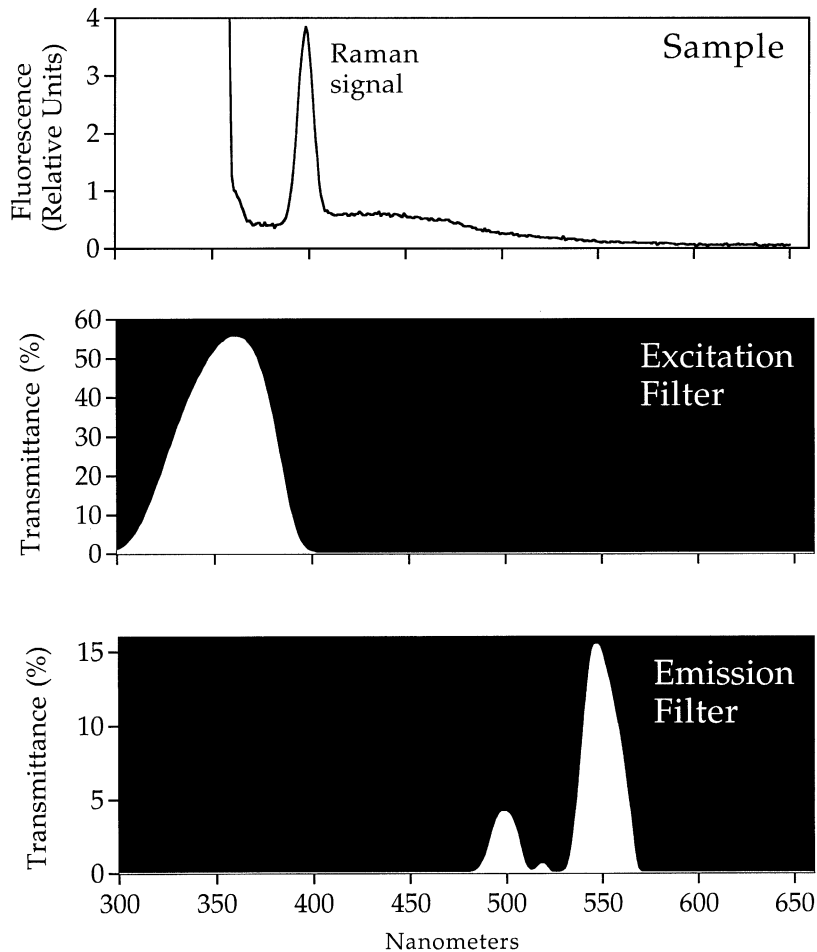 4
3
2
1
0
Fluorescence
(Relative Units)
Raman
signal
Sample
60
50
40
30
20
10
0
Transmittance (%)
Excitation
Filter
15
10
5
0
Transmittance (%)
Emission
Filter
300 350 400 450 500 550 600 650
Nanometers